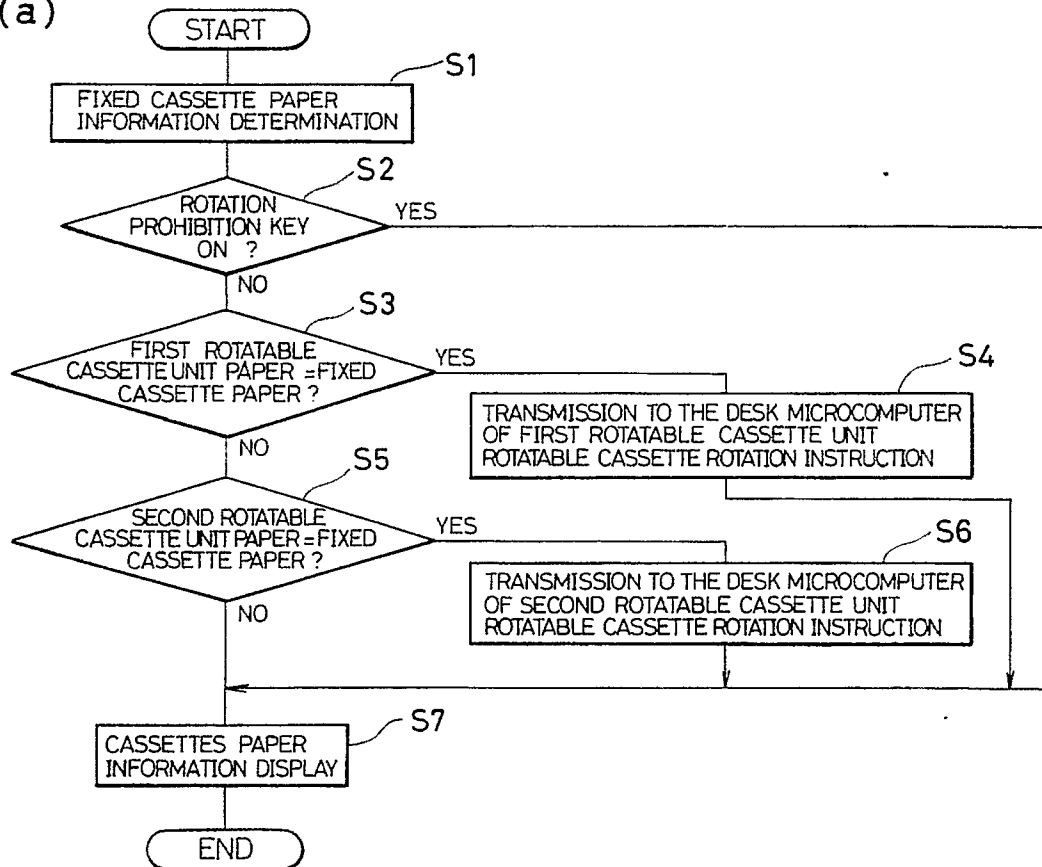 (a)
START
S1
FIXED CASSETTE PAPER
INFORMATION DETERMINATION
S2
ROTATION
PROHIBITION KEY
ON ?
YES
NO
S3
FIRST ROTATABLE
CASSETTE UNIT PAPER = FIXED
CASSETTE PAPER ?
YES
NO
S4
TRANSMISSION TO THE DESK MICROCOMPUTER
OF FIRST ROTATABLE CASSETTE UNIT
ROTATABLE CASSETTE ROTATION INSTRUCTION
S5
SECOND ROTATABLE
CASSETTE UNIT PAPER = FIXED
CASSETTE PAPER ?
YES
NO
S6
TRANSMISSION TO THE DESK MICROCOMPUTER
OF SECOND ROTATABLE CASSETTE UNIT
ROTATABLE CASSETTE ROTATION INSTRUCTION
S7
CASSETTES PAPER
INFORMATION DISPLAY
END